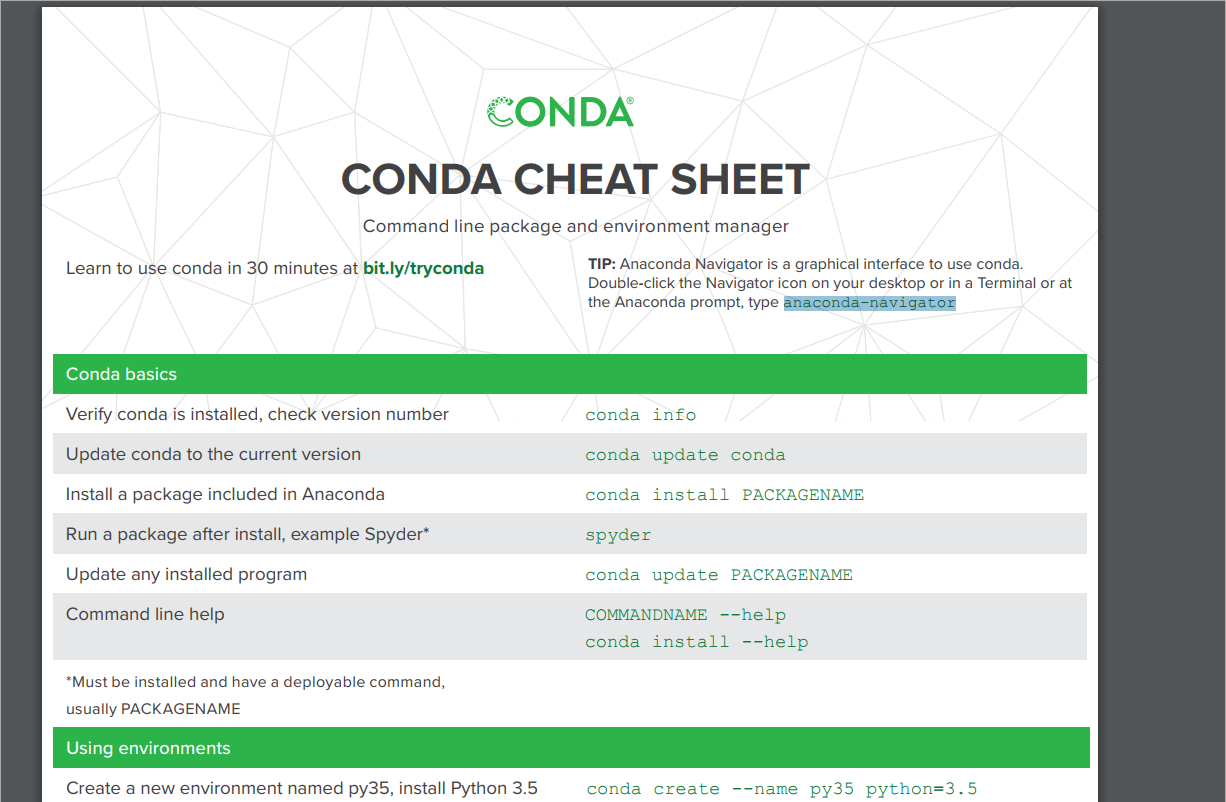 CONDA®
CONDA CHEAT SHEET
Command line package and environment manager
Learn to use conda in 30 minutes at bit.ly/tryconda
TIP: Anaconda Navigator is a graphical interface to use conda.
Double-click the Navigator icon on your desktop or in a Terminal or at
the Anaconda prompt, type anaconda-navigator
Conda basics
Verify conda is installed, check version number conda info
Update conda to the current version conda update conda
Install a package included in Anaconda conda install PACKAGENAME
Run a package after install, example Spyder* spyder
Update any installed program conda update PACKAGENAME
Command line help COMMANDNAME --help
conda install --help
*Must be installed and have a deployable command,
usually PACKAGENAME
Using environments
Create a new environment named py35, install Python 3.5 conda create --name py35 python=3.5